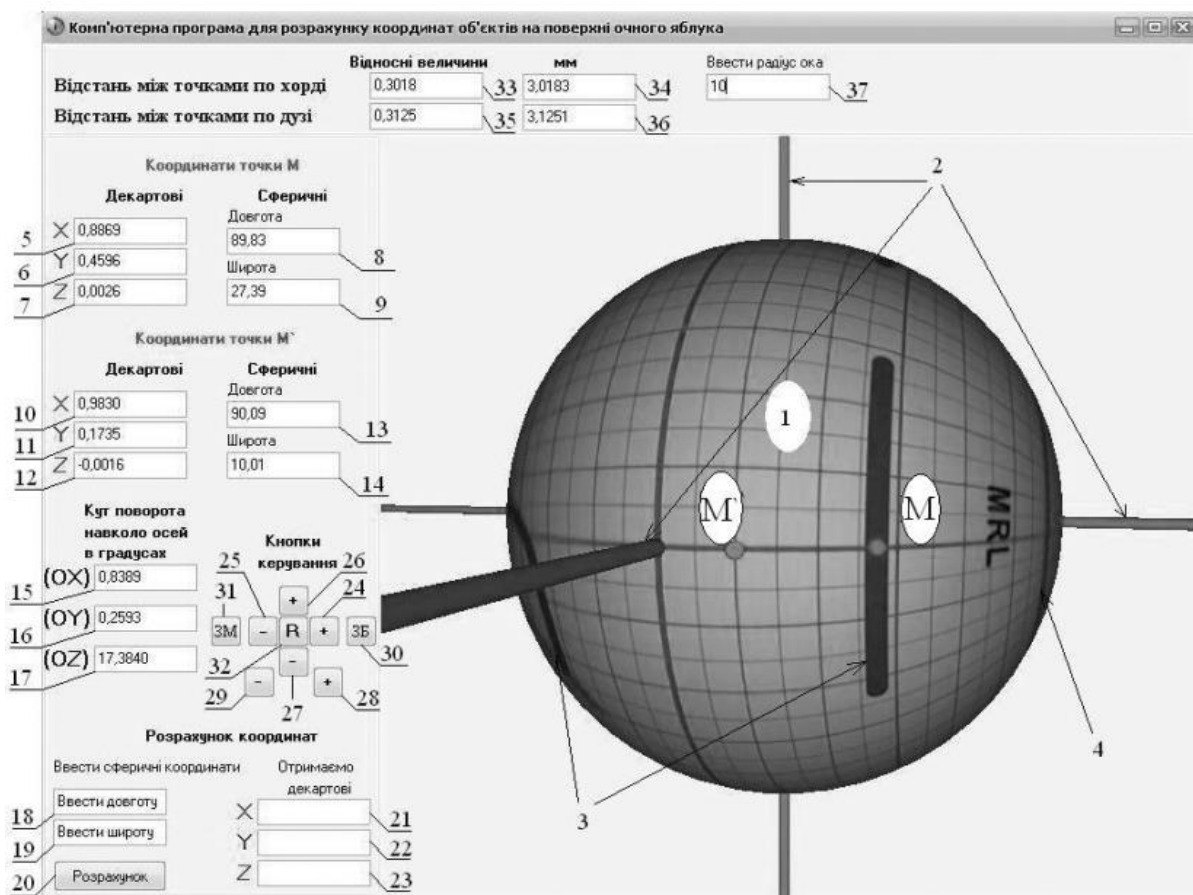 Комп'ютерна програма для розрахунку координат об'єктів на поверхні очного яблука
Відносні величини мм Ввести радіус ока
Відстань між точками по хорді 0,3018 33 3,0183 34 10 37
Відстань між точками по дузі 0,3125 35 3,1251 36
Координати точки М
Декартові Сферичні
Довгота
5 X 0,8869 89,83 8
6 Y 0,4596 Широта
7 Z 0,0026 27,39 9
Координати точки М`
Декартові Сферичні
Довгота
10 X 0,9830 90,09 13
11 Y 0,1735 Широта
12 Z -0,0016 10,01 14
Кут поворота
навколо осей
в градусах
Кнопки
керування
15 (OX) 0,8389
16 (OY) 0,2593
17 (OZ) 17,3840
25 26
31 + 24
ЗМ - R + ЗБ
32 - 30
29 - 27 + 28
Розрахунок координат
Ввести сферичні координати Отримаємо
декартові
18 Ввести довготу X 21
19 Ввести широту Y 22
20 Розрахунок Z 23
2
1
М` М
MRL
4
3